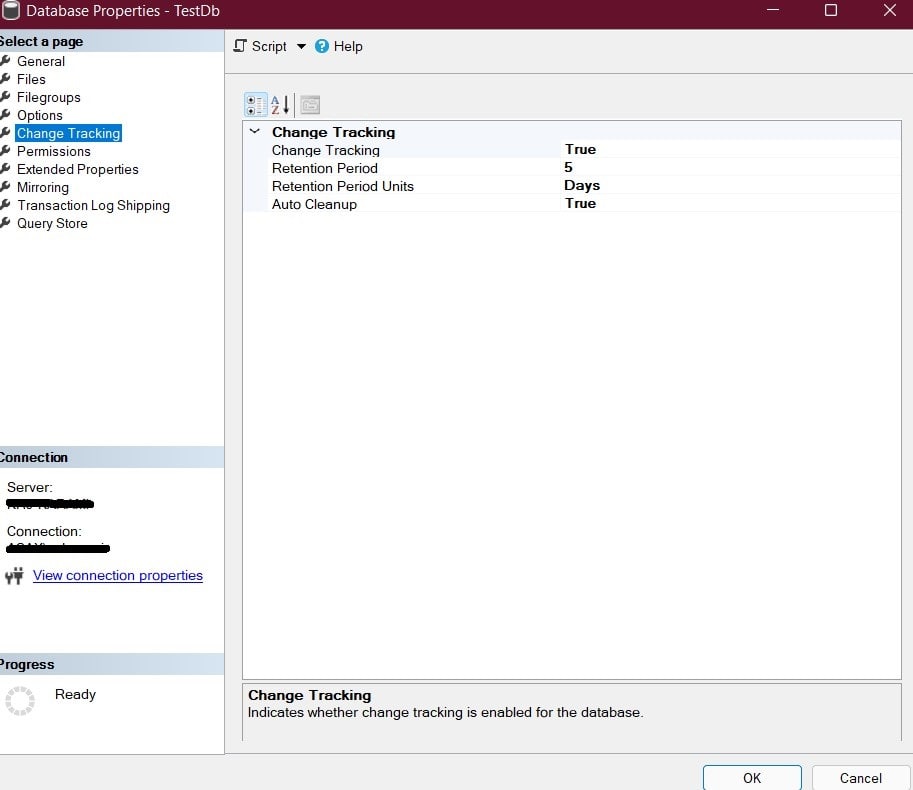 Database Properties - TestDb
Select a page
General
Files
Filegroups
Options
Change Tracking
Permissions
Extended Properties
Mirroring
Transaction Log Shipping
Query Store
Connection
Server:
Connection:
View connection properties
Progress
Ready
Script
Help
Change Tracking
Change Tracking True
Retention Period 5
Retention Period Units Days
Auto Cleanup True
Change Tracking
Indicates whether change tracking is enabled for the database.
OK
Cancel